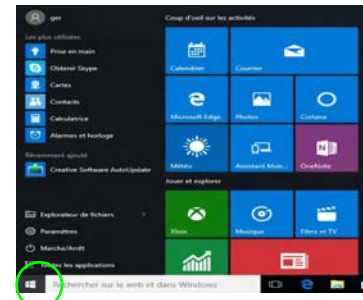 ger
Les plus utilisées
Prise en main
Obtenir Skype
Cartes
Contacts
Calculatrice
Alarmes et horloge
Récemment ajouté
Creative Software AutoUpdate
Explorateur de fichiers
Paramètres
Marche/Arrêt
Toutes les applications
Rechercher sur le web et dans Windows
Coup d'oeil sur les activités
Calendrier
Courrier
Microsoft Edge
Photos
Cortana
Météo
Assistant Mob...
OneNote
Jouer et explorer
Xbox
Musique
Films et TV